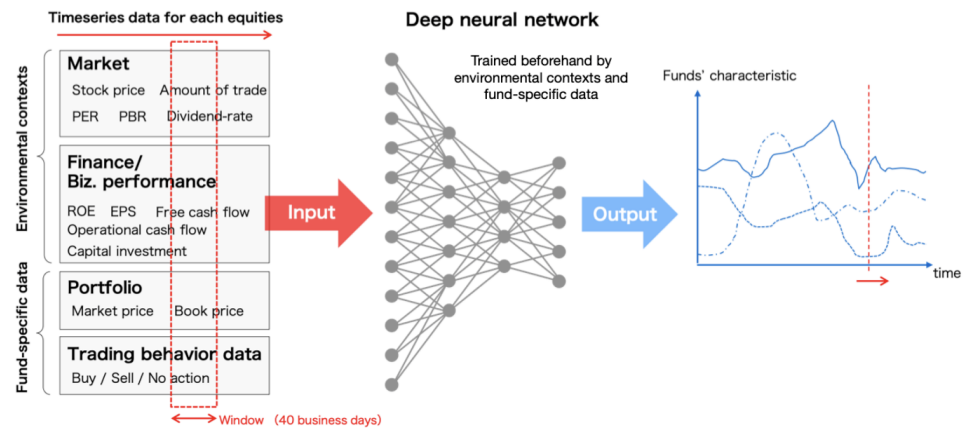 Timeseries data for each equities
Deep neural network
Environmental contexts
Market
Stock price Amount of trade
PER PBR Dividend-rate
Finance/
Biz. performance
ROE EPS Free cash flow
Operational cash flow
Capital investment
Fund-specific data
Portfolio
Market price Book price
Trading behavior data
Buy / Sell / No action
Window (40 business days)
Input
Trained beforehand by
environmental contexts and
fund-specific data
Output
Funds' characteristic
time